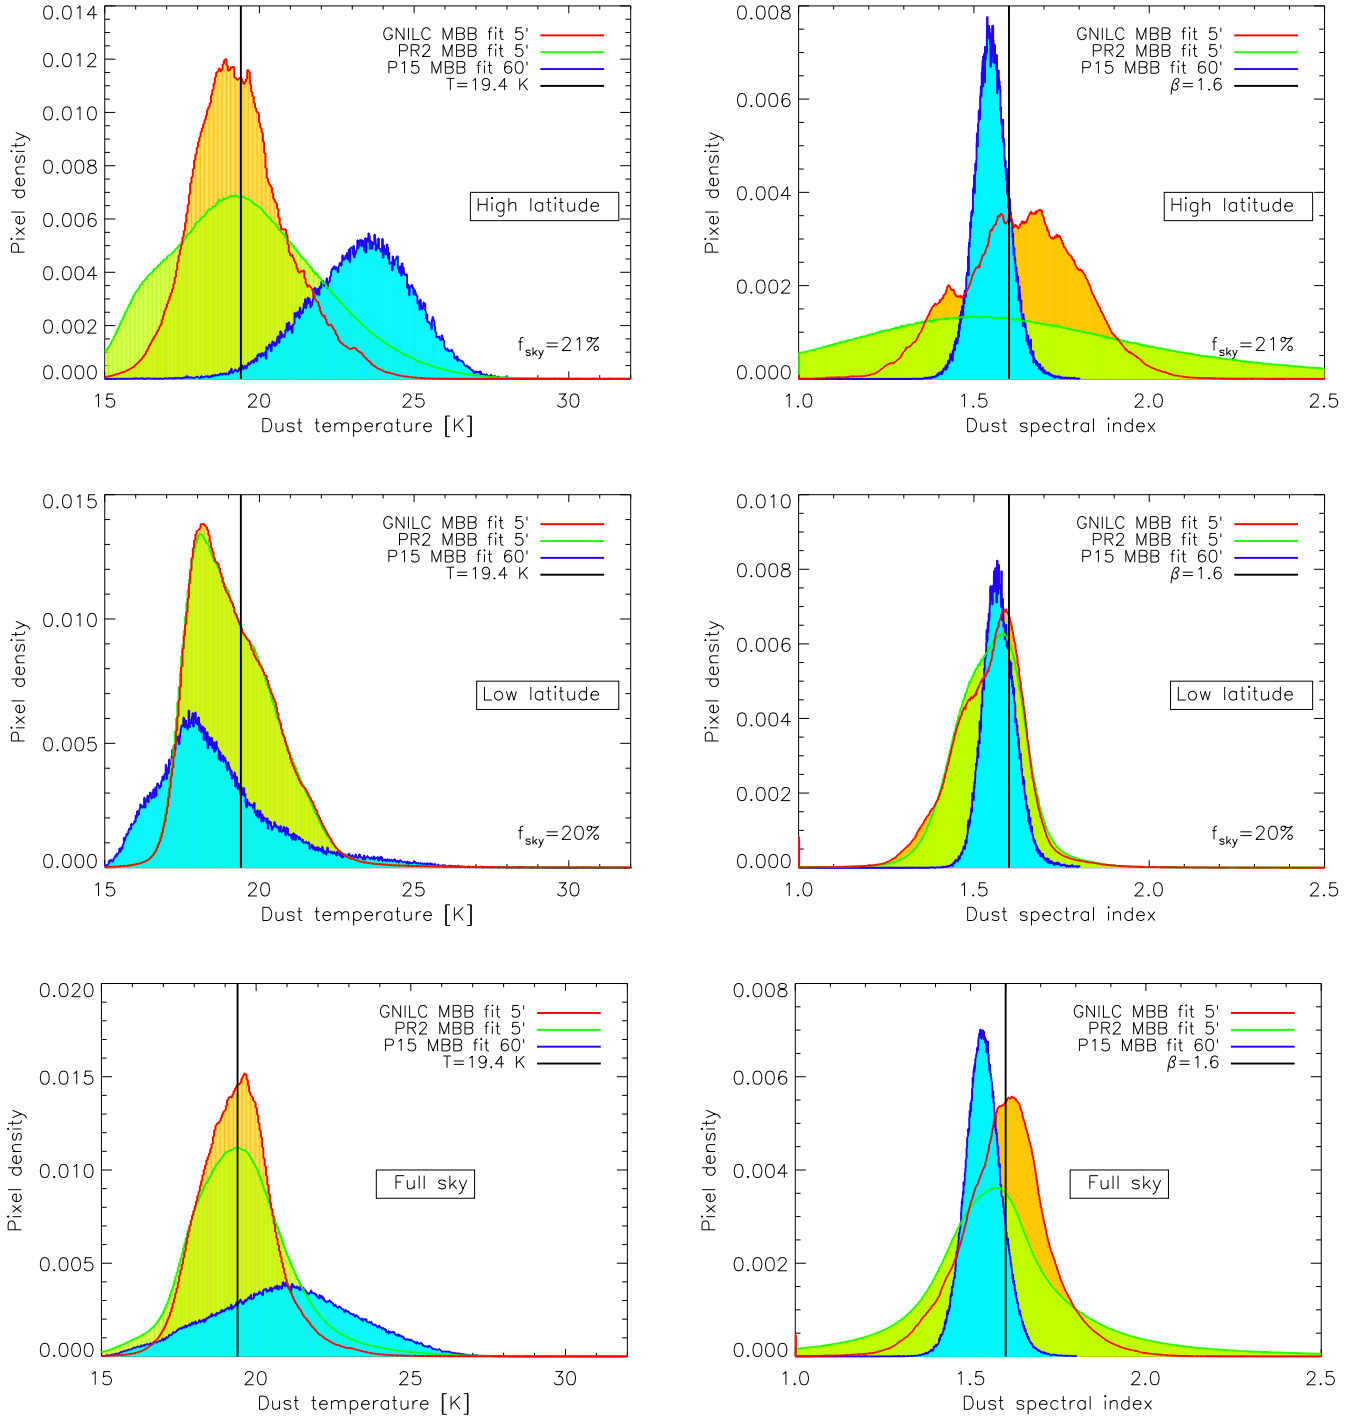 0.014
0.012
0.010
0.008
0.006
0.004
0.002
0.000
Pixel density
GNILC MBB fit 5'
PR2 MBB fit 5'
P15 MBB fit 60'
T=19.4 K
High latitude
fsky=21%
15 20 25 30
Dust temperature [K]
0.008
0.006
0.004
0.002
0.000
Pixel density
GNILC MBB fit 5'
PR2 MBB fit 5'
P15 MBB fit 60'
β=1.6
High latitude
fsky=21%
1.0 1.5 2.0 2.5
Dust spectral index
0.015
0.010
0.005
0.000
Pixel density
GNILC MBB fit 5'
PR2 MBB fit 5'
P15 MBB fit 60'
T=19.4 K
Low latitude
fsky=20%
15 20 25 30
Dust temperature [K]
0.010
0.008
0.006
0.004
0.002
0.000
Pixel density
GNILC MBB fit 5'
PR2 MBB fit 5'
P15 MBB fit 60'
β=1.6
Low latitude
fsky=20%
1.0 1.5 2.0 2.5
Dust spectral index
0.020
0.015
0.010
0.005
0.000
Pixel density
GNILC MBB fit 5'
PR2 MBB fit 5'
P15 MBB fit 60'
T=19.4 K
Full sky
15 20 25 30
Dust temperature [K]
0.008
0.006
0.004
0.002
0.000
Pixel density
GNILC MBB fit 5'
PR2 MBB fit 5'
P15 MBB fit 60'
β=1.6
Full sky
1.0 1.5 2.0 2.5
Dust spectral index